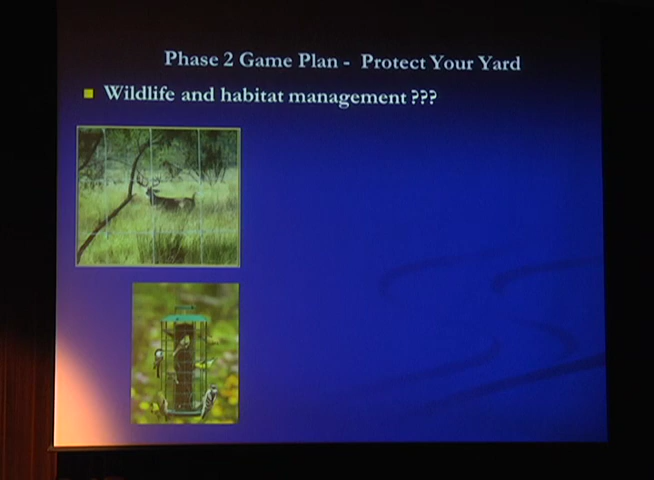 Phase 2 Game Plan - Protect Your Yard
Wildlife and habitat management ???